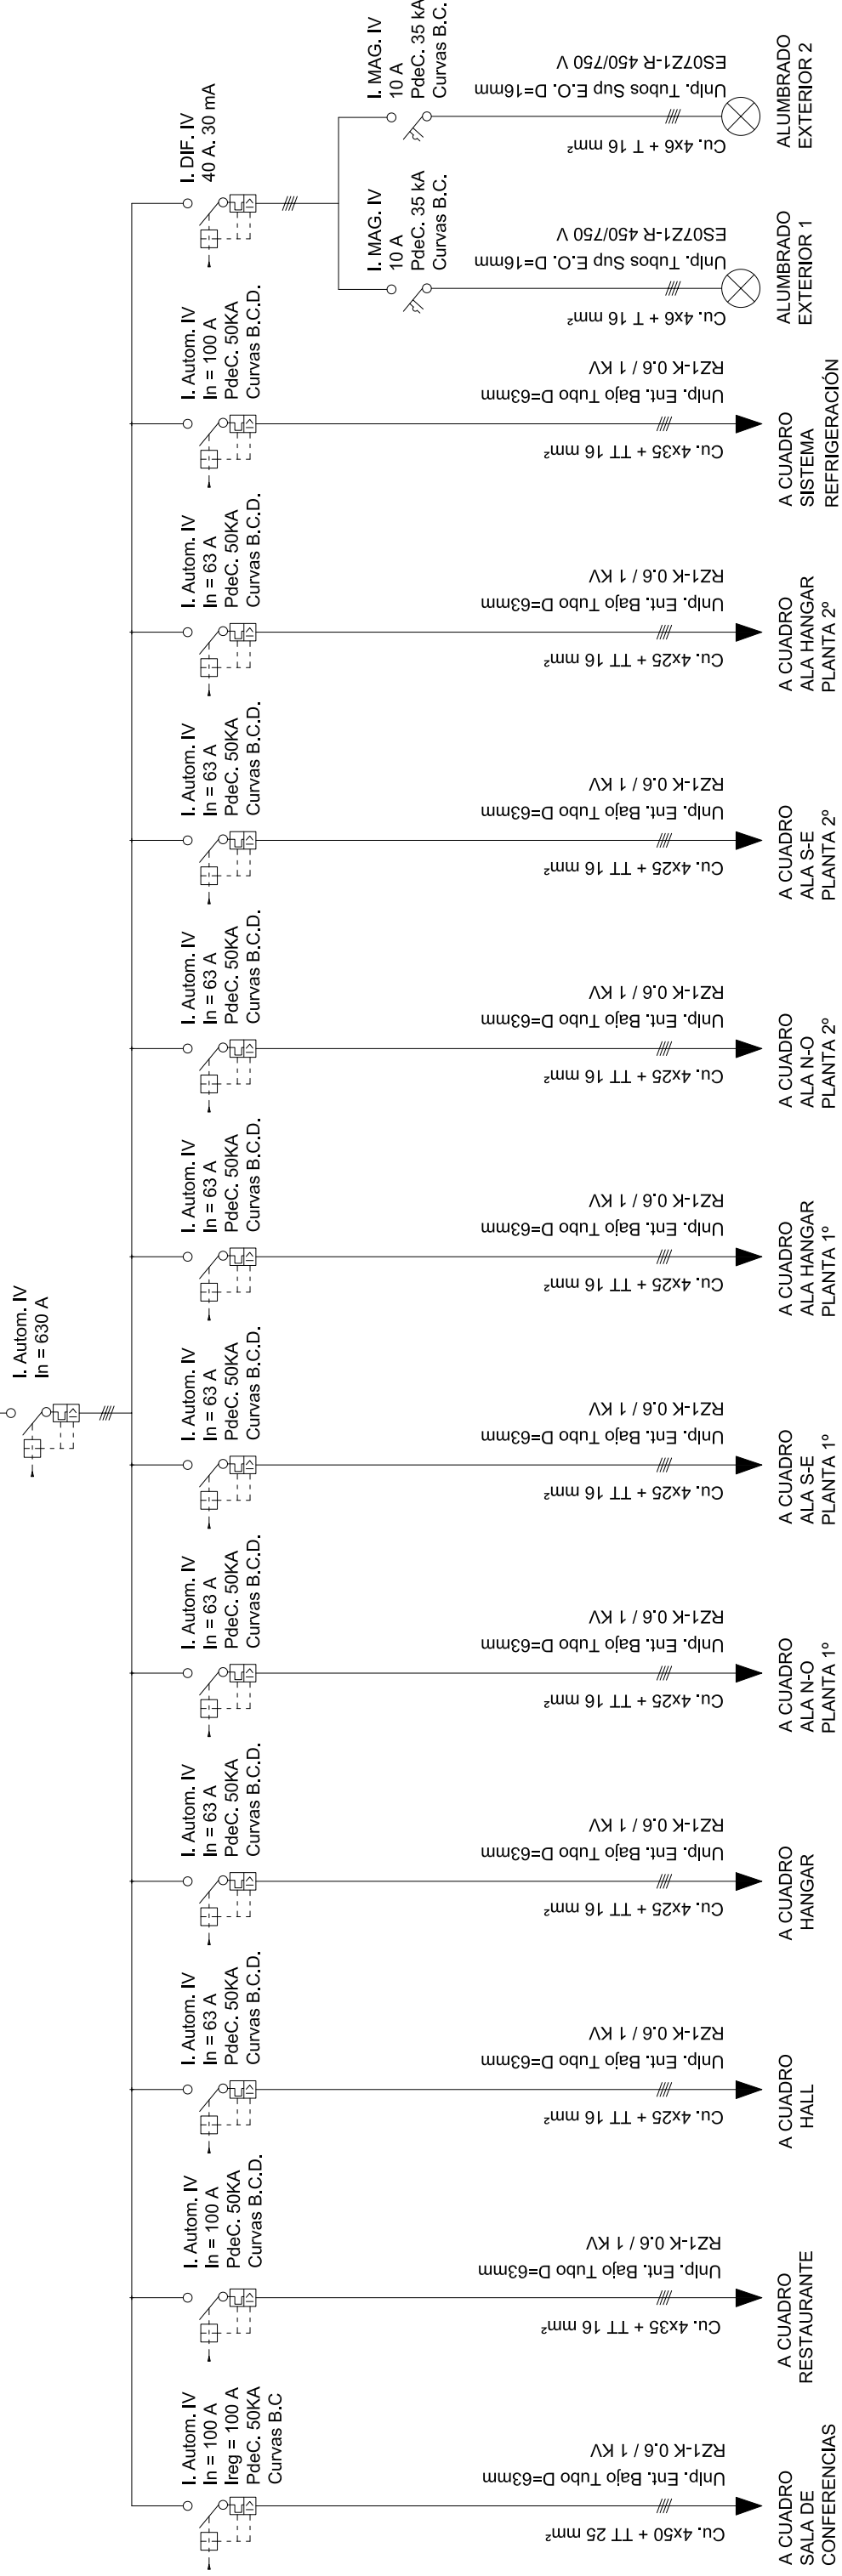 I. Autom. IV
In = 630 A
I. Autom. IV
In = 100 A
Ireg = 100 A
PdeC. 50KA
Curvas B.C
Cu. 4x50 + TT 25 mm²
Unip. Ent. Bajo Tubo D=63mm
RZ1-K 0.6 / 1 KV
A CUADRO
SALA DE
CONFERENCIAS
I. Autom. IV
In = 100 A
PdeC. 50KA
Curvas B.C.D.
Cu. 4x35 + TT 16 mm²
Unip. Ent. Bajo Tubo D=63mm
RZ1-K 0.6 / 1 KV
A CUADRO
RESTAURANTE
I. Autom. IV
In = 63 A
PdeC. 50KA
Curvas B.C.D.
Cu. 4x25 + TT 16 mm²
Unip. Ent. Bajo Tubo D=63mm
RZ1-K 0.6 / 1 KV
A CUADRO
HALL
I. Autom. IV
In = 63 A
PdeC. 50KA
Curvas B.C.D.
Cu. 4x25 + TT 16 mm²
Unip. Ent. Bajo Tubo D=63mm
RZ1-K 0.6 / 1 KV
A CUADRO
HANGAR
I. Autom. IV
In = 63 A
PdeC. 50KA
Curvas B.C.D.
Cu. 4x25 + TT 16 mm²
Unip. Ent. Bajo Tubo D=63mm
RZ1-K 0.6 / 1 KV
A CUADRO
ALA N-O
PLANTA 1º
I. Autom. IV
In = 63 A
PdeC. 50KA
Curvas B.C.D.
Cu. 4x25 + TT 16 mm²
Unip. Ent. Bajo Tubo D=63mm
RZ1-K 0.6 / 1 KV
A CUADRO
ALA S-E
PLANTA 1º
I. Autom. IV
In = 63 A
PdeC. 50KA
Curvas B.C.D.
Cu. 4x25 + TT 16 mm²
Unip. Ent. Bajo Tubo D=63mm
RZ1-K 0.6 / 1 KV
A CUADRO
ALA HANGAR
PLANTA 1º
I. Autom. IV
In = 63 A
PdeC. 50KA
Curvas B.C.D.
Cu. 4x25 + TT 16 mm²
Unip. Ent. Bajo Tubo D=63mm
RZ1-K 0.6 / 1 KV
A CUADRO
ALA N-O
PLANTA 2º
I. Autom. IV
In = 63 A
PdeC. 50KA
Curvas B.C.D.
Cu. 4x25 + TT 16 mm²
Unip. Ent. Bajo Tubo D=63mm
RZ1-K 0.6 / 1 KV
A CUADRO
ALA S-E
PLANTA 2º
I. Autom. IV
In = 63 A
PdeC. 50KA
Curvas B.C.D.
Cu. 4x25 + TT 16 mm²
Unip. Ent. Bajo Tubo D=63mm
RZ1-K 0.6 / 1 KV
A CUADRO
ALA HANGAR
PLANTA 2º
I. Autom. IV
In = 100 A
PdeC. 50KA
Curvas B.C.D.
Cu. 4x35 + TT 16 mm²
Unip. Ent. Bajo Tubo D=63mm
RZ1-K 0.6 / 1 KV
A CUADRO
SISTEMA
REFRIGERACIÓN
I. DIF. IV
40 A. 30 mA
I. MAG. IV
10 A
PdeC. 35 kA
Curvas B.C.
Cu. 4x6 + T 16 mm²
Unip. Tubos Sup E.O. D=16mm
ES07Z1-R 450/750 V
ALUMBRADO
EXTERIOR 1
I. MAG. IV
10 A
PdeC. 35 kA
Curvas B.C.
Cu. 4x6 + T 16 mm²
Unip. Tubos Sup E.O. D=16mm
ES07Z1-R 450/750 V
ALUMBRADO
EXTERIOR 2